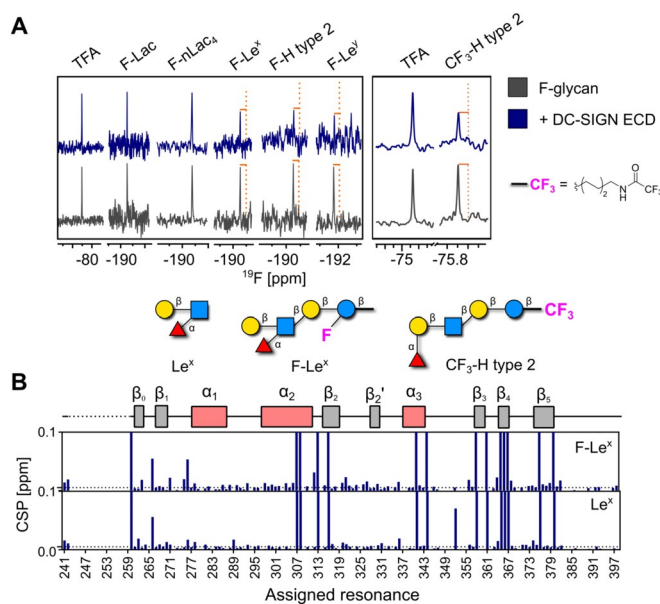 A
TFA F-Lac F-nLac₄ F-Leˣ F-H type 2 F-Leʸ TFA CF₃-H type 2
F-glycan
+ DC-SIGN ECD
CF₃ = 2 N H O CF₃
-80 -190 -190 -190 -190 -192 -75 -75.8
¹⁹F [ppm]
β α β β β α β β β α
F CF₃
Leˣ F-Leˣ CF₃-H type 2
B
β₀ β₁ α₁ α₂ β₂ β₂' α₃ β₃ β₄ β₅
CSP [ppm]
0.1
F-Leˣ
0.1
Leˣ
0.0
241 247 253 259 265 271 277 283 289 295 301 307 313 319 325 331 337 343 349 355 361 367 373 379 385 391 397
Assigned resonance